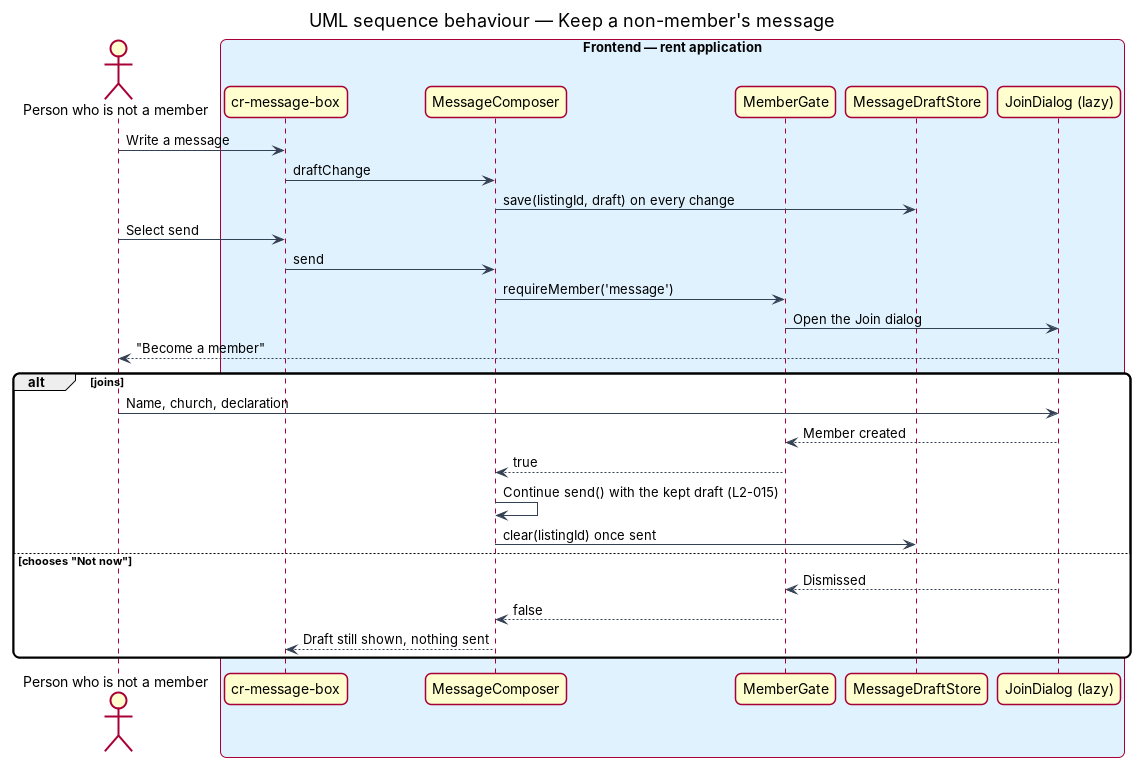 UML sequence behaviour — Keep a non-member's message
Frontend — rent application
Person who is not a member
cr-message-box
MessageComposer
MemberGate
MessageDraftStore
JoinDialog (lazy)
Write a message
draftChange
save(listingId, draft) on every change
Select send
send
requireMember('message')
Open the Join dialog
"Become a member"
alt
[joins]
Name, church, declaration
Member created
true
Continue send() with the kept draft (L2-015)
clear(listingId) once sent
[chooses "Not now"]
Dismissed
false
Draft still shown, nothing sent
Person who is not a member
cr-message-box
MessageComposer
MemberGate
MessageDraftStore
JoinDialog (lazy)